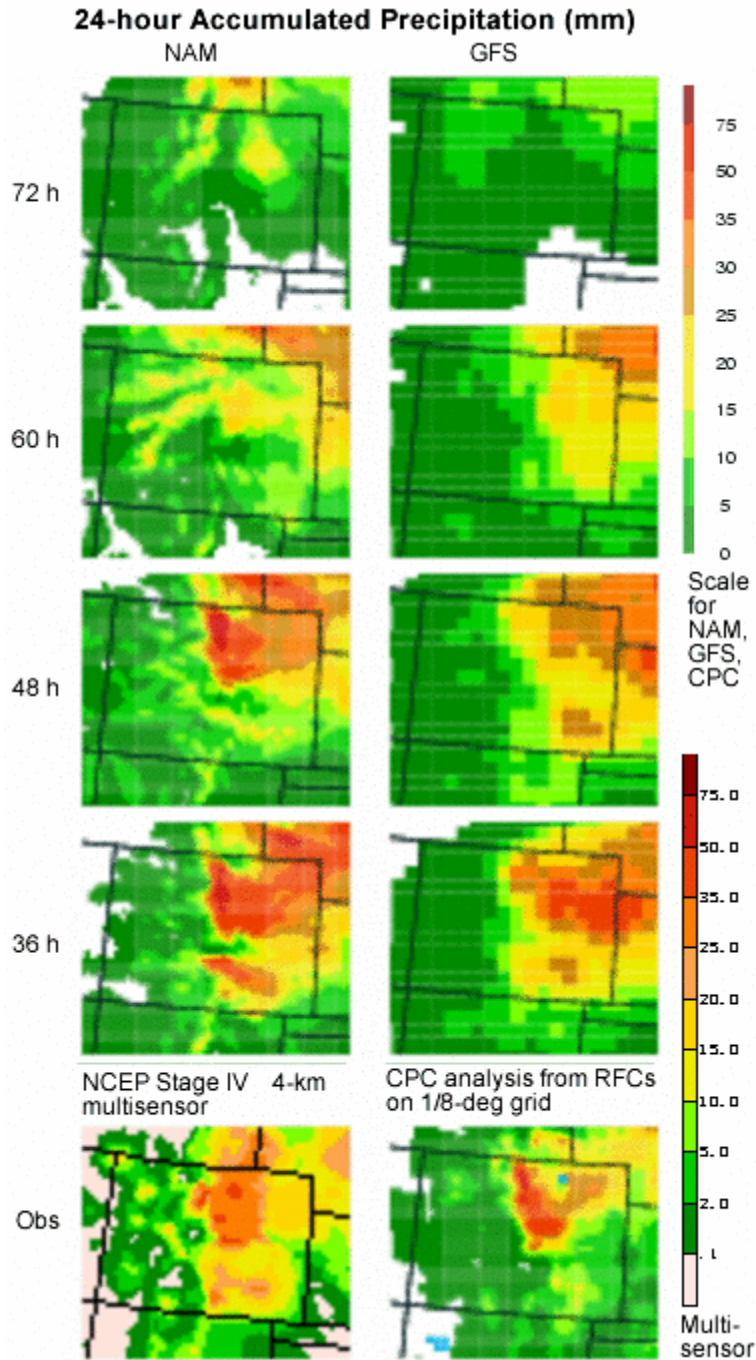 24-hour Accumulated Precipitation (mm)
NAM GFS
72 h
75
50
35
30
25
20
15
10
5
0
60 h
Scale
for
NAM,
GFS,
CPC
48 h
36 h
75.0
50.0
35.0
25.0
20.0
15.0
10.0
5.0
2.0
.1
NCEP Stage IV 4-km
multisensor
CPC analysis from RFCs
on 1/8-deg grid
Obs
Multi-
sensor